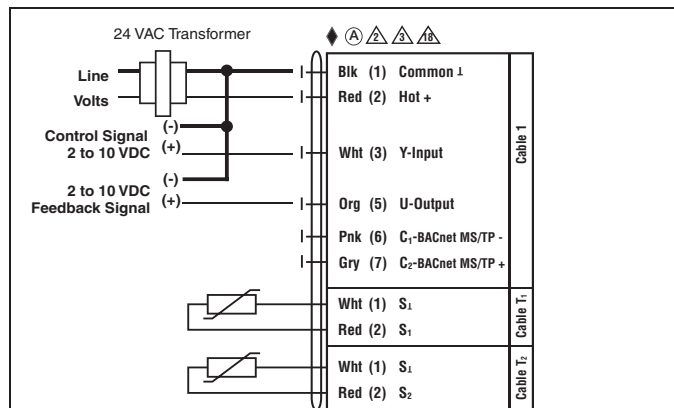 24 VAC Transformer
Ⓐ 2 3 18
Line
Volts
Blk (1) Common ⊥
Red (2) Hot +
(-)
Control Signal
2 to 10 VDC (+)
Wht (3) Y-Input
(-)
2 to 10 VDC
Feedback Signal (+)
Org (5) U-Output
Pnk (6) C₁-BACnet MS/TP -
Gry (7) C₂-BACnet MS/TP +
Cable 1
Wht (1) S⊥
Red (2) S₁
Cable T₁
Wht (1) S⊥
Red (2) S₂
Cable T₂